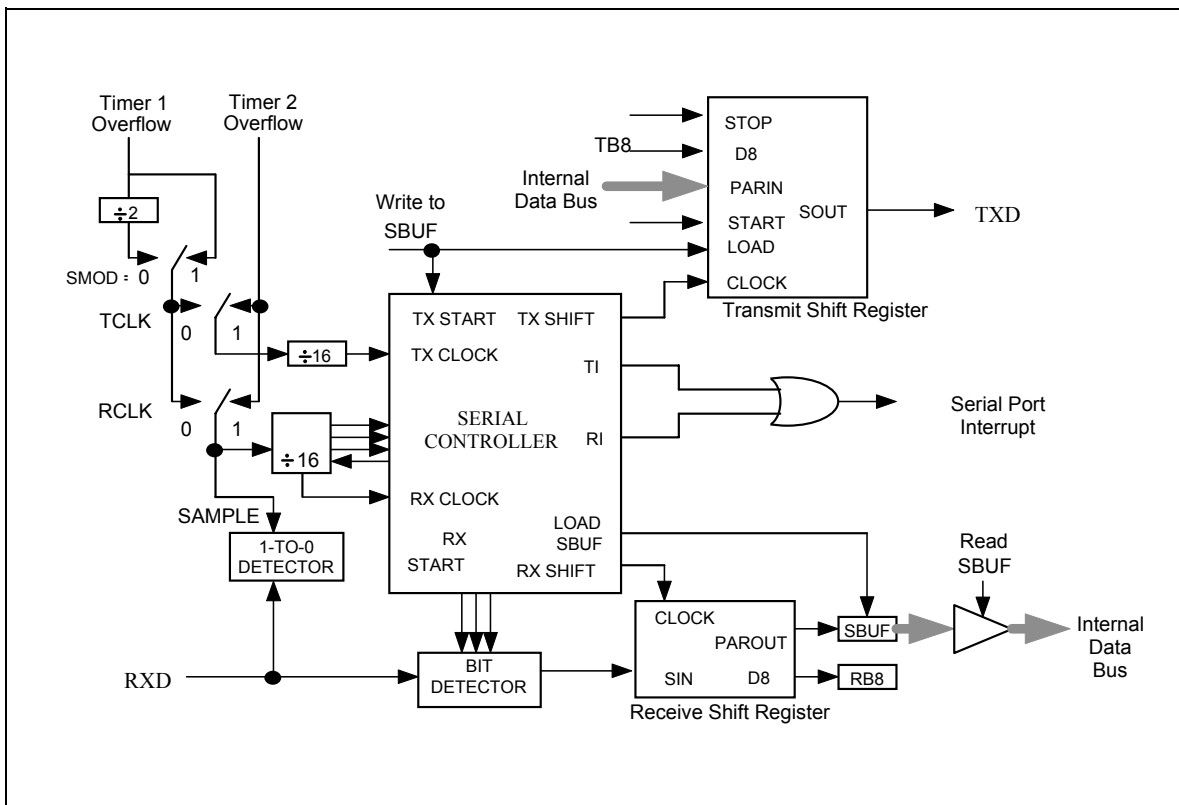 Timer 1
Overflow
Timer 2
Overflow
÷2
SMOD : 0
1
TCLK
0
1
÷16
RCLK
0
1
÷16
SAMPLE
1-TO-0
DETECTOR
RXD
Write to
SBUF
TX START
TX SHIFT
TX CLOCK
TI
SERIAL
CONTROLLER
RI
RX CLOCK
LOAD
SBUF
RX
START
RX SHIFT
BIT
DETECTOR
TB8
Internal
Data Bus
STOP
D8
PARIN
SOUT
START
LOAD
CLOCK
Transmit Shift Register
TXD
Serial Port
Interrupt
CLOCK
PAROUT
SIN
D8
Receive Shift Register
SBUF
RB8
Read
SBUF
Internal
Data
Bus